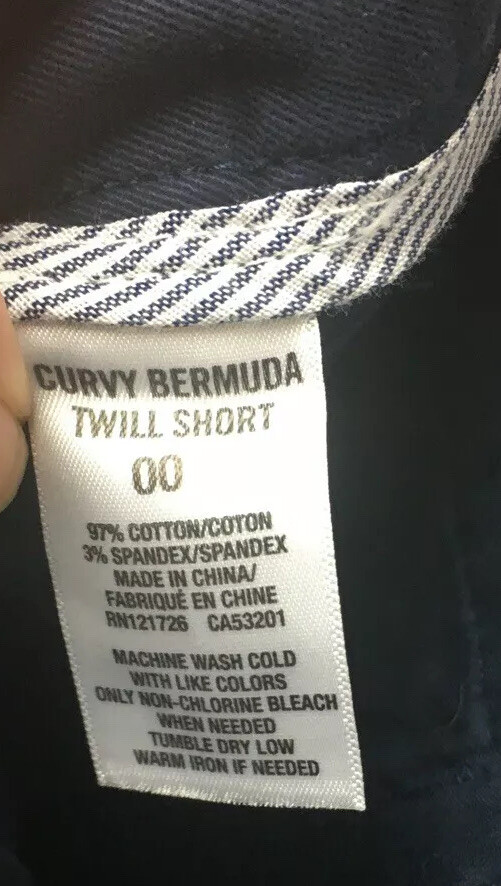 CURVY BERMUDA
TWILL SHORT
00
97% COTTON/COTON
3% SPANDEX/SPANDEX
MADE IN CHINA/
FABRIQUÉ EN CHINE
RN121726 CA53201
MACHINE WASH COLD
WITH LIKE COLORS
ONLY NON-CHLORINE BLEACH
WHEN NEEDED
TUMBLE DRY LOW
WARM IRON IF NEEDED